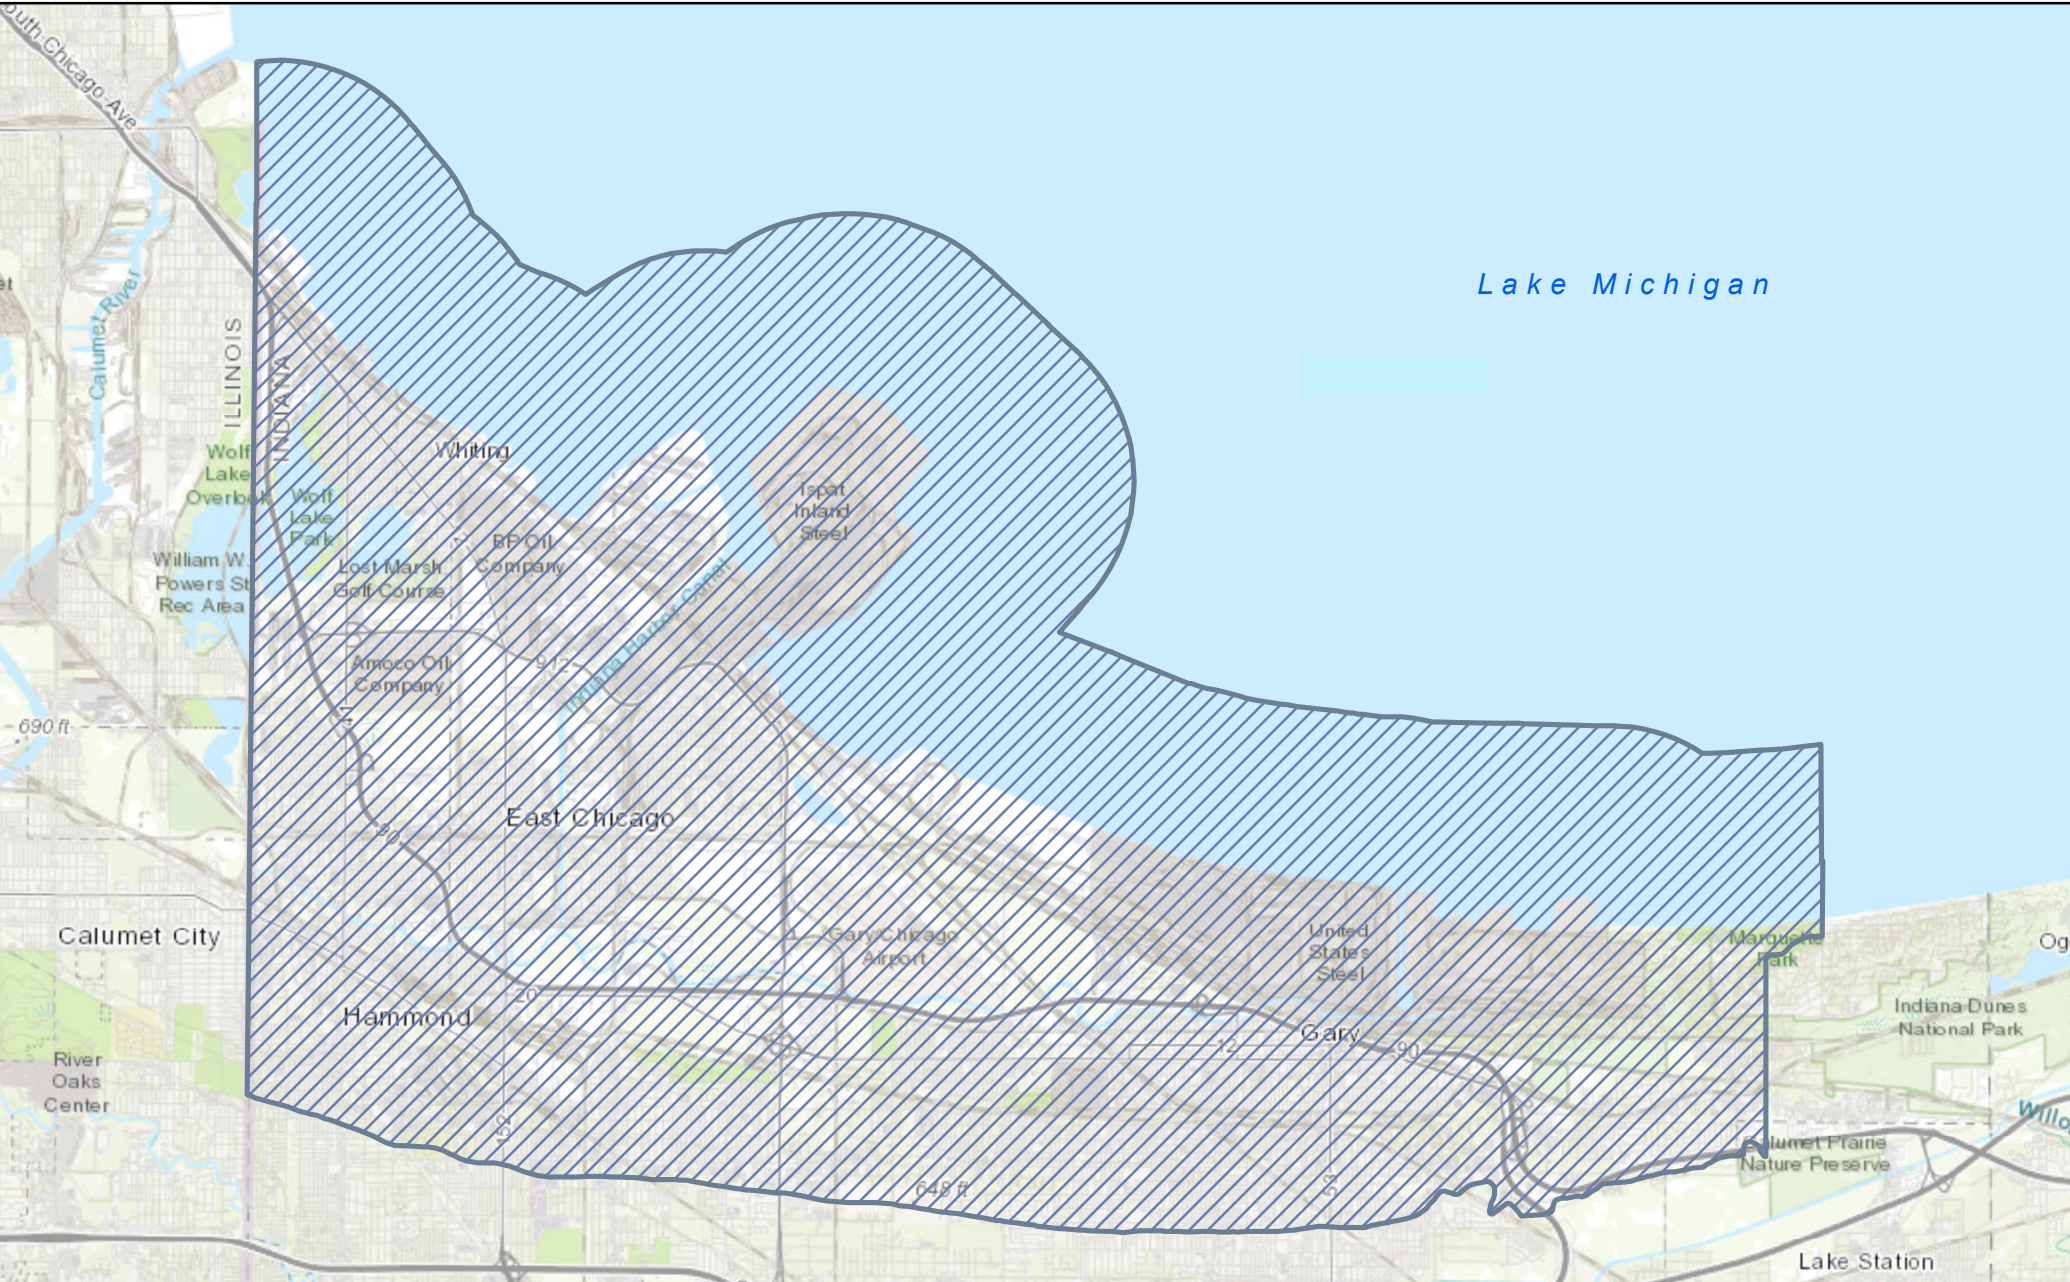 South Chicago Ave
Calumet River
ILLINOIS
INDIANA
Lake Michigan
Whiting
Wolf
Lake
Overlook
Wolf
Lake
Park
Ispat
Inland
Steel
BP Oil
Company
William W.
Powers St
Rec Area
Lost Marsh
Golf Course
Indiana Harbor Canal
912
Amoco Oil
Company
41
690 ft
East Chicago
90
Calumet City
Gary/Chicago
Airport
United
States
Steel
Marquette
Park
Og
20
Hammond
Indiana Dunes
National Park
Gary
12
90
River
Oaks
Center
152
53
648 ft
Calumet Prairie
Nature Preserve
Willo
Lake Station